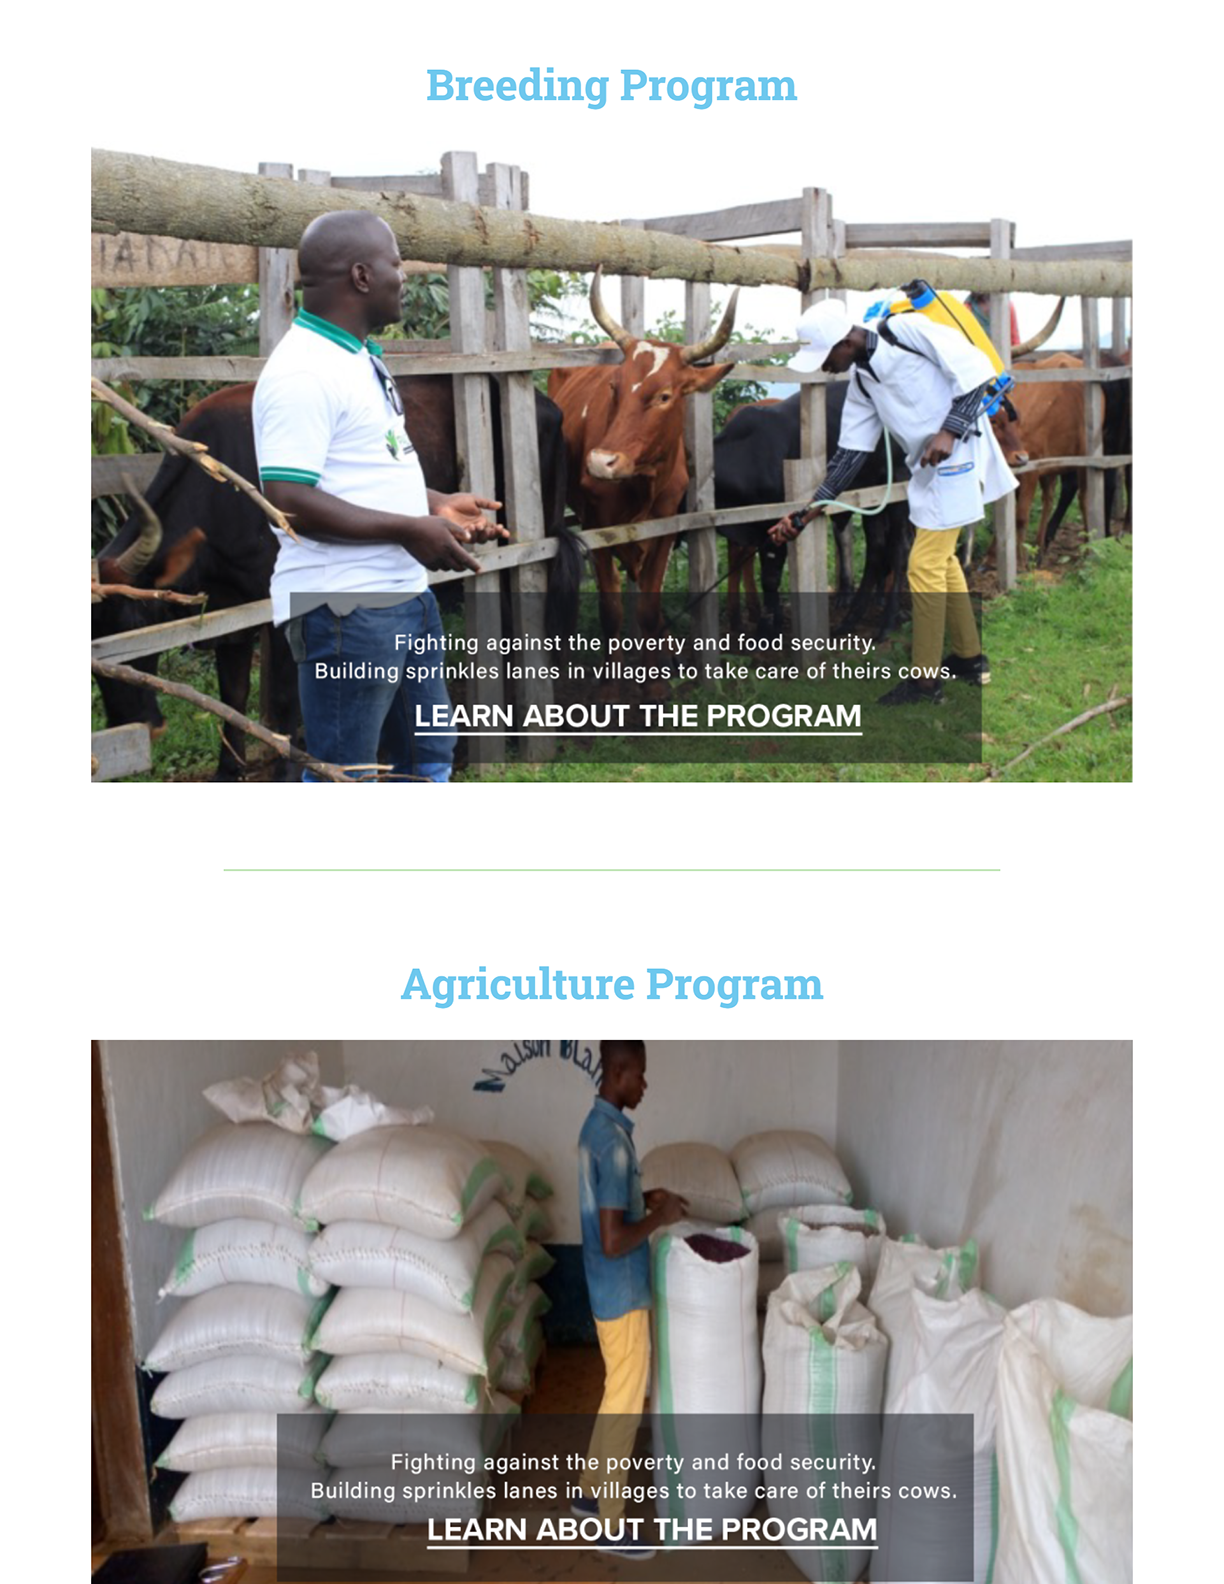 Breeding Program
Fighting against the poverty and food security.
Building sprinkles lanes in villages to take care of theirs cows.
LEARN ABOUT THE PROGRAM
Agriculture Program
Maison
Fighting against the poverty and food security.
Building sprinkles lanes in villages to take care of theirs cows.
LEARN ABOUT THE PROGRAM